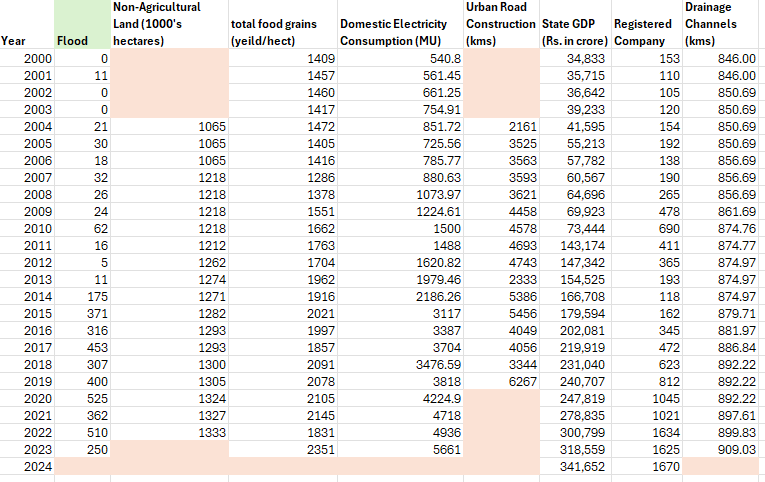 Year Flood Non-Agricultural Land (1000's hectares) total food grains (yeild/hect) Domestic Electricity Consumption (MU) Urban Road Construction (kms) State GDP (Rs. in crore) Registered Company Drainage Channels (kms)
2000 0 1409 540.8 34,833 153 846.00
2001 11 1457 561.45 35,715 110 846.00
2002 0 1460 661.25 36,642 105 850.69
2003 0 1417 754.91 39,233 120 850.69
2004 21 1065 1472 851.72 2161 41,595 154 850.69
2005 30 1065 1405 725.56 3525 55,213 192 850.69
2006 18 1065 1416 785.77 3563 57,782 138 856.69
2007 32 1218 1286 880.63 3593 60,567 190 856.69
2008 26 1218 1378 1073.97 3621 64,696 265 856.69
2009 24 1218 1551 1224.61 4458 69,923 478 861.69
2010 62 1218 1662 1500 4578 73,444 690 874.76
2011 16 1212 1763 1488 4693 143,174 411 874.77
2012 5 1262 1704 1620.82 4743 147,342 365 874.97
2013 11 1274 1962 1979.46 2333 154,525 193 874.97
2014 175 1271 1916 2186.26 5386 166,708 118 874.97
2015 371 1282 2021 3117 5456 179,594 162 879.71
2016 316 1293 1997 3387 4049 202,081 345 881.97
2017 453 1293 1857 3704 4056 219,919 472 886.84
2018 307 1300 2091 3476.59 3344 231,040 623 892.22
2019 400 1305 2078 3818 6267 240,707 812 892.22
2020 525 1324 2105 4224.9 247,819 1045 892.22
2021 362 1327 2145 4718 278,835 1021 897.61
2022 510 1333 1831 4936 300,799 1634 899.83
2023 250 2351 5661 318,559 1625 909.03
2024 341,652 1670